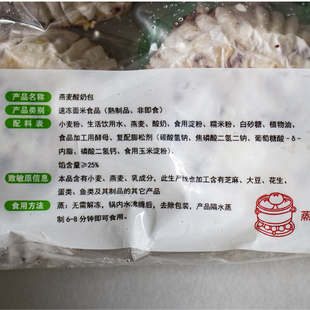 产品名称 燕麦酸奶包
产品类别 速冻面米食品（熟制品、非即食）
配料表 小麦粉、生活饮用水、燕麦、酸奶、食用淀粉、糯米粉、白砂糖、植物油、
食品加工用酵母、复配膨松剂（碳酸氢钠、焦磷酸二氢二钠、葡萄糖酸-δ-
内酯、磷酸二氢钙、食用玉米淀粉）。
馅含量≥25%
致敏原信息 本品含有小麦、燕麦、乳成分，此生产线也加工含有芝麻、大豆、花生、
蛋类、鱼类及其制品的其它产品
食用方法 蒸：无需解冻，锅内水沸腾后，去除包装，产品隔水蒸
制6-8分钟即可食用。
蒸